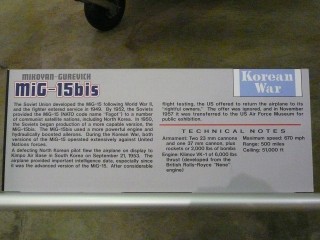 MIKOYAN-GUREVICH
MiG-15bis
Korean
War
The Soviet Union developed the MiG-15 following World War II,
and the fighter entered service in 1949. By 1952, the Soviets
provided the MiG-15 (NATO code name "Fagot") to a number
of communist satellite nations, including North Korea. In 1950,
the Soviets began production of a more capable version, the
MiG-15bis. The MiG-15bis used a more powerful engine and
hydraulically boosted ailerons. During the Korean War, both
versions of the MiG-15 operated extensively against United
Nations forces.
A defecting North Korean pilot flew the airplane on display to
Kimpo Air Base in South Korea on September 21, 1953. The
airplane provided important intelligence data, especially since
it was the advanced version of the MiG-15. After considerable
flight testing, the US offered to return the airplane to its
"rightful owners." The offer was ignored, and in November
1957 it was transferred to the US Air Force Museum for
public exhibition.
TECHNICAL NOTES
Armament: Two 23 mm cannons
and one 37 mm cannon, plus
rockets or 2,000 lbs of bombs
Engine: Klimov VK-1 of 6,000 lbs
thrust (developed from the
British Rolls-Royce "Nene"
engine)
Maximum speed: 670 mph
Range: 500 miles
Ceiling: 51,000 ft